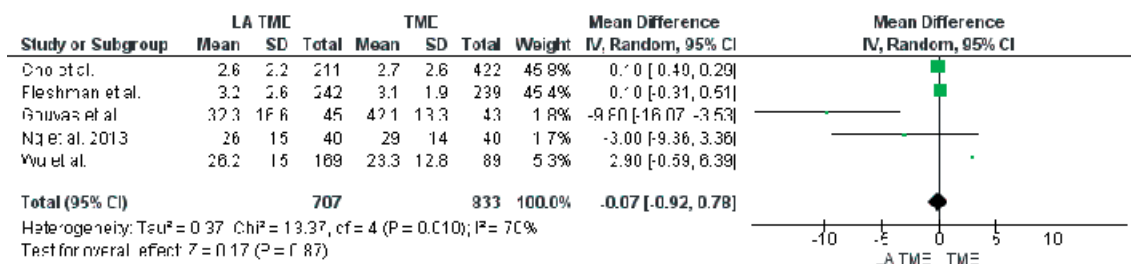 LA TME TME Mean Difference Mean Difference
Study or Subgroup Mean SD Total Mean SD Total Weight IV, Random, 95% CI IV, Random, 95% CI
Cho et al. 2.6 2.2 211 2.7 2.6 422 45.8% -0.10 [-0.49, 0.29]
Fleshman et al. 3.2 2.6 242 3.1 1.9 239 45.4% 0.10 [-0.31, 0.51]
Gouvas et al. 32.3 16.6 45 42.1 13.3 43 1.8% -9.80 [-16.07, -3.53]
Ng et al. 2013 26 15 40 29 14 40 1.7% -3.00 [-9.36, 3.36]
Wu et al. 26.2 15 169 23.3 12.8 89 5.3% 2.90 [-0.59, 6.39]
Total (95% CI) 707 833 100.0% -0.07 [-0.92, 0.78]
Heterogeneity: Tau² = 0.37; Chi² = 13.37, df = 4 (P = 0.010); I² = 70%
Test for overall effect: Z = 0.17 (P = 0.87)
-10 -5 0 5 10
LA TME TME